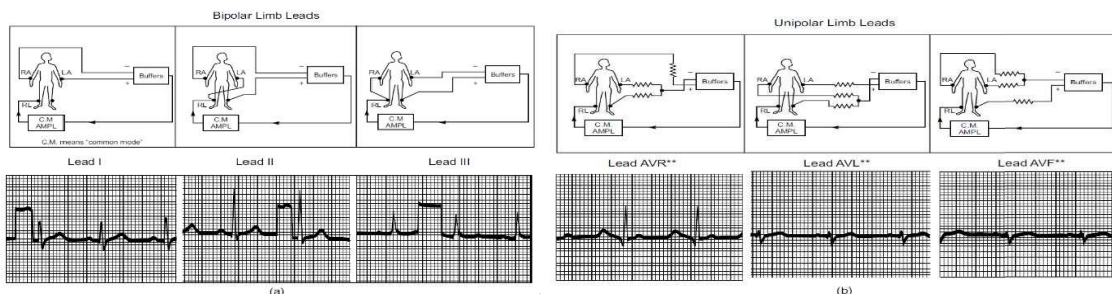 Bipolar Limb Leads
RA
LA
RL
−
+
Buffers
C.M.
AMPL
C.M. means "common mode"
RA
LA
RL
−
+
Buffers
C.M.
AMPL
RA
LA
RL
−
+
Buffers
C.M.
AMPL
Lead I
Lead II
Lead III
(a)
Unipolar Limb Leads
RA
LA
RL
−
+
Buffers
C.M.
AMPL
RA
LA
RL
−
+
Buffers
C.M.
AMPL
RA
LA
RL
−
+
Buffers
C.M.
AMPL
Lead AVR**
Lead AVL**
Lead AVF**
(b)